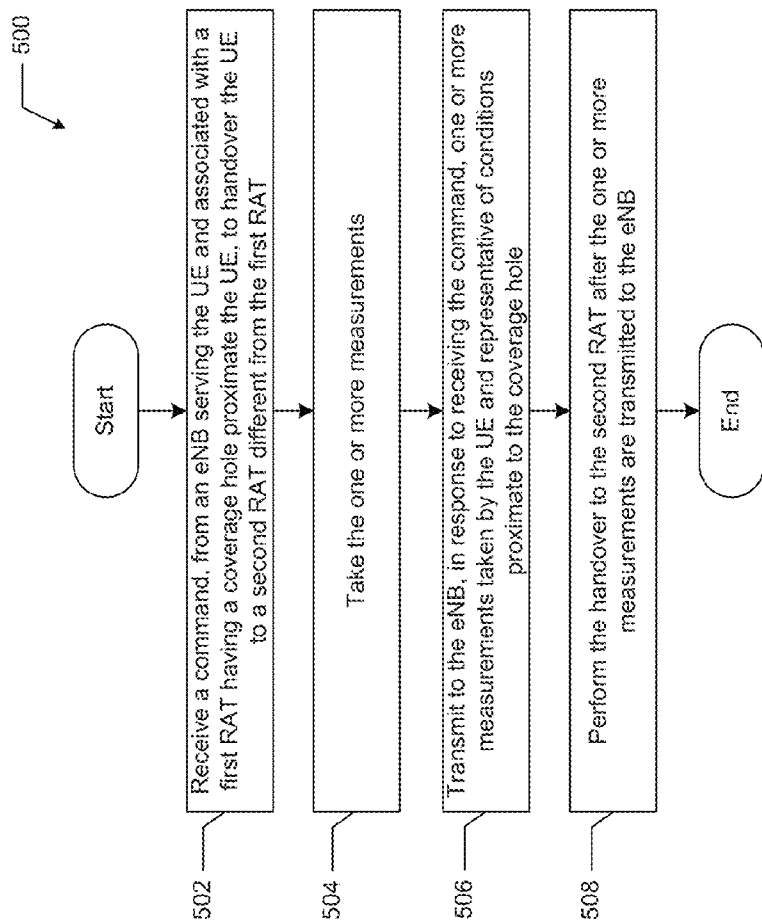 500
Start
502
Receive a command, from an eNB serving the UE and associated with a
first RAT having a coverage hole proximate the UE, to handover the UE
to a second RAT different from the first RAT
504
Take the one or more measurements
506
Transmit to the eNB, in response to receiving the command, one or more
measurements taken by the UE and representative of conditions
proximate to the coverage hole
508
Perform the handover to the second RAT after the one or more
measurements are transmitted to the eNB
End